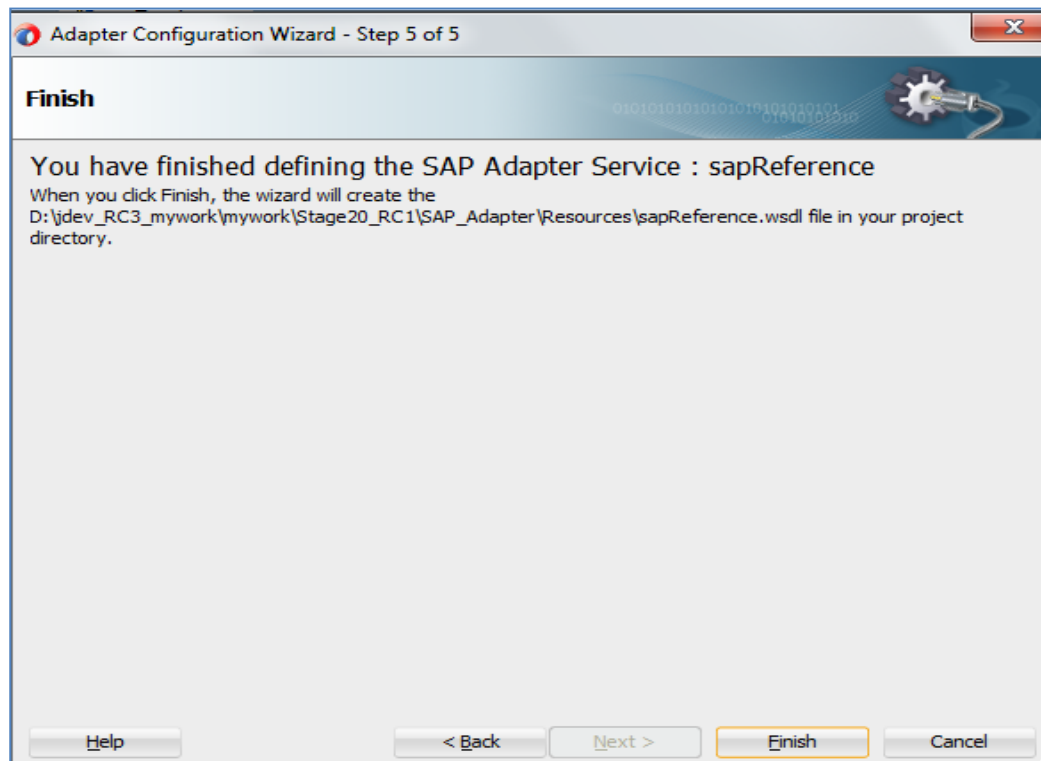 Adapter Configuration Wizard - Step 5 of 5
x
Finish
0101010101010101010101010101
01010101010
You have finished defining the SAP Adapter Service : sapReference
When you click Finish, the wizard will create the
D:\jdev_RC3_mywork\mywork\Stage20_RC1\SAP_Adapter\Resources\sapReference.wsdl file in your project
directory.
Help < Back Next > Finish Cancel